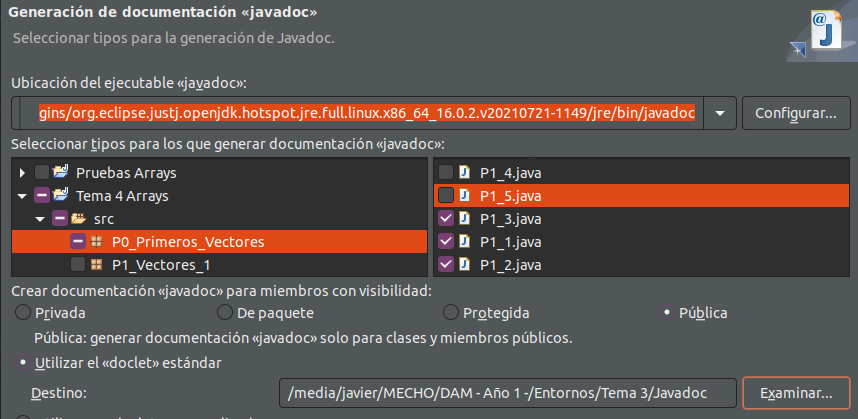 Generación de documentación «javadoc»
Seleccionar tipos para la generación de Javadoc.
Ubicación del ejecutable «javadoc»:
gins/org.eclipse.justj.openjdk.hotspot.jre.full.linux.x86_64_16.0.2.v20210721-1149/jre/bin/javadoc
Configurar...
Seleccionar tipos para los que generar documentación «javadoc»:
Pruebas Arrays
Tema 4 Arrays
src
P0_Primeros_Vectores
P1_Vectores_1
P1_4.java
P1_5.java
P1_3.java
P1_1.java
P1_2.java
Crear documentación «javadoc» para miembros con visibilidad:
Privada De paquete Protegida Pública
Pública: generar documentación «javadoc» solo para clases y miembros públicos.
Utilizar el «doclet» estándar
Destino: /media/javier/MECHO/DAM - Año 1 -/Entornos/Tema 3/Javadoc Examinar...